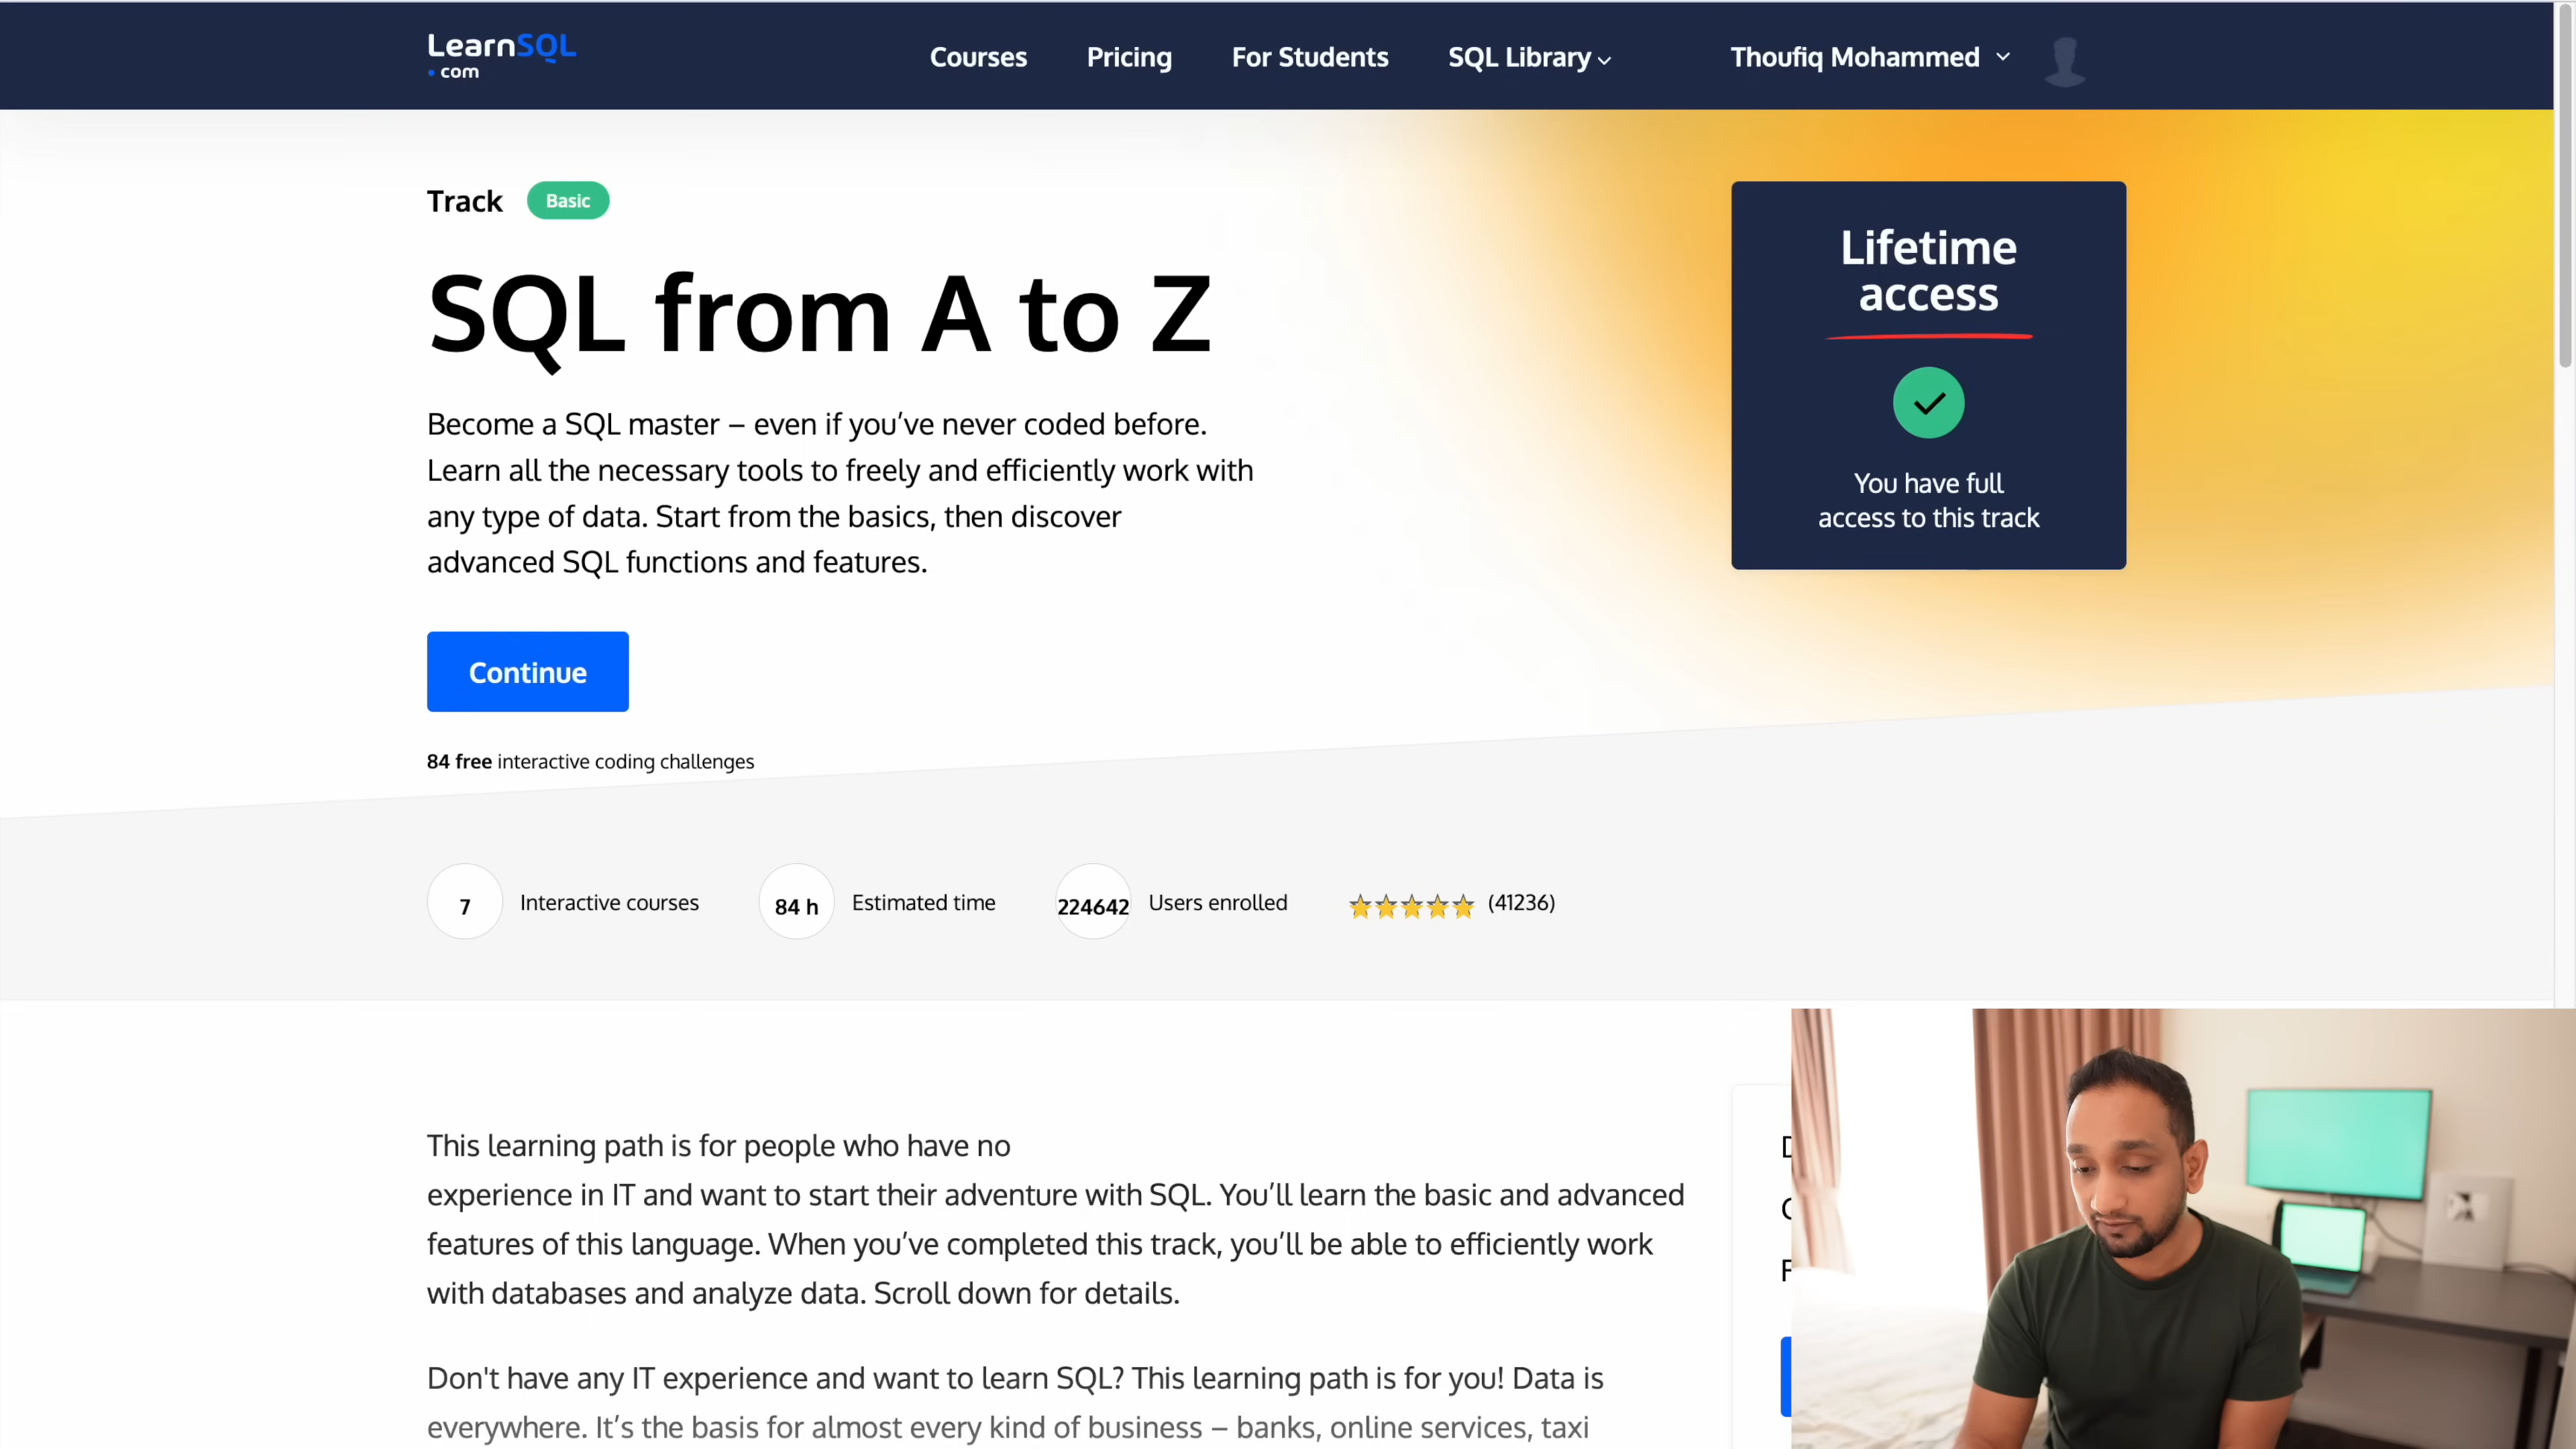 LearnSQL
.com
Courses
Pricing
For Students
SQL Library
Thoufiq Mohammed
Track
Basic
SQL from A to Z
Become a SQL master – even if you’ve never coded before.
Learn all the necessary tools to freely and efficiently work with
any type of data. Start from the basics, then discover
advanced SQL functions and features.
Continue
84 free interactive coding challenges
Lifetime
access
You have full
access to this track
7 Interactive courses
84 h Estimated time
224642 Users enrolled
(41236)
This learning path is for people who have no
experience in IT and want to start their adventure with SQL. You’ll learn the basic and advanced
features of this language. When you’ve completed this track, you’ll be able to efficiently work
with databases and analyze data. Scroll down for details.
Don't have any IT experience and want to learn SQL? This learning path is for you! Data is
everywhere. It’s the basis for almost every kind of business – banks, online services, taxi